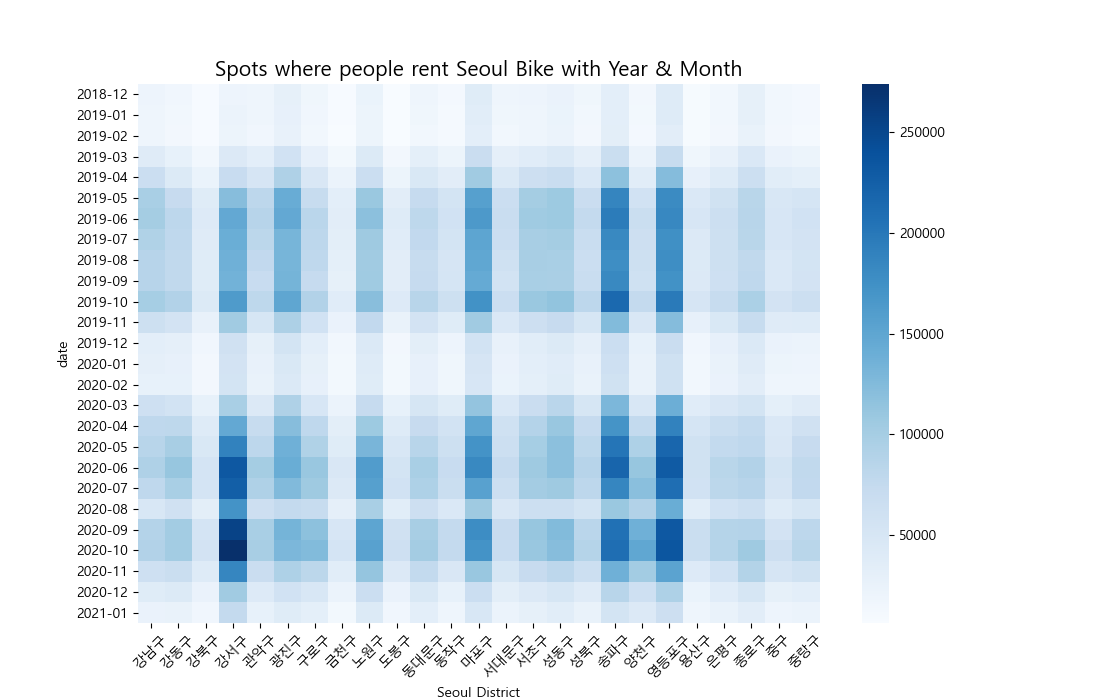 Spots where people rent Seoul Bike with Year & Month
2018-12
2019-01
2019-02
2019-03
2019-04
2019-05
2019-06
2019-07
2019-08
2019-09
2019-10
2019-11
2019-12
2020-01
2020-02
2020-03
2020-04
2020-05
2020-06
2020-07
2020-08
2020-09
2020-10
2020-11
2020-12
2021-01
date
강남구
강동구
강북구
강서구
관악구
광진구
구로구
금천구
노원구
도봉구
동대문구
동작구
마포구
서대문구
서초구
성동구
성북구
송파구
양천구
영등포구
용산구
은평구
종로구
중구
중랑구
Seoul District
250000
200000
150000
100000
50000